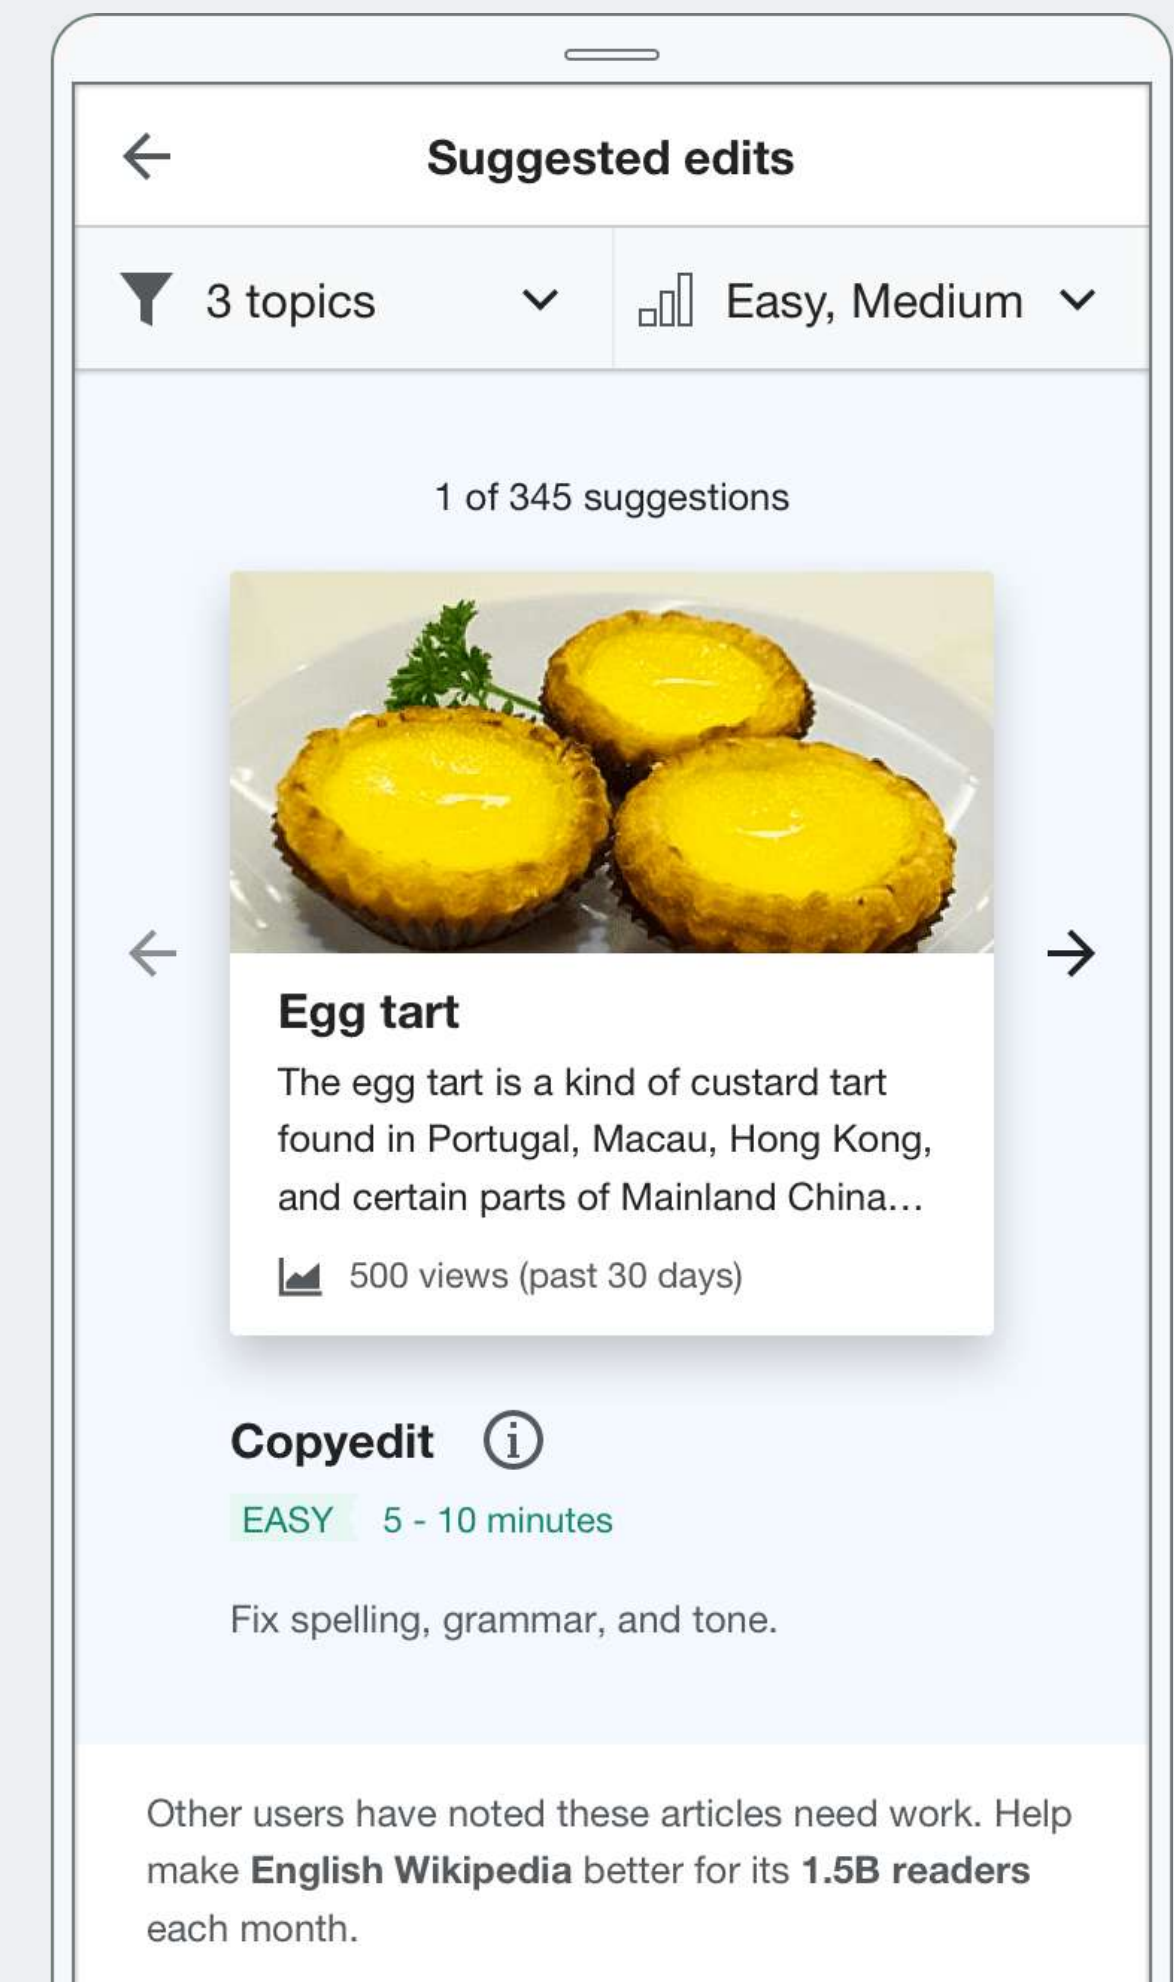 Suggested edits
3 topics
Easy, Medium
1 of 345 suggestions
Egg tart
The egg tart is a kind of custard tart
found in Portugal, Macau, Hong Kong,
and certain parts of Mainland China...
500 views (past 30 days)
Copyedit
EASY 5 - 10 minutes
Fix spelling, grammar, and tone.
Other users have noted these articles need work. Help
make English Wikipedia better for its 1.5B readers
each month.